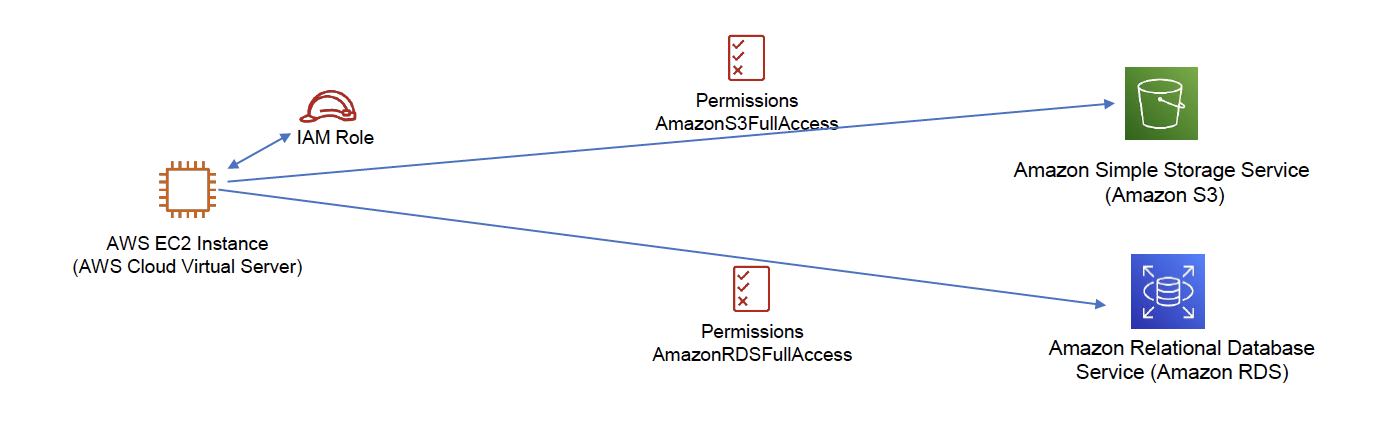 Permissions
AmazonS3FullAccess
IAM Role
Amazon Simple Storage Service
(Amazon S3)
AWS EC2 Instance
(AWS Cloud Virtual Server)
Permissions
AmazonRDSFullAccess
Amazon Relational Database
Service (Amazon RDS)